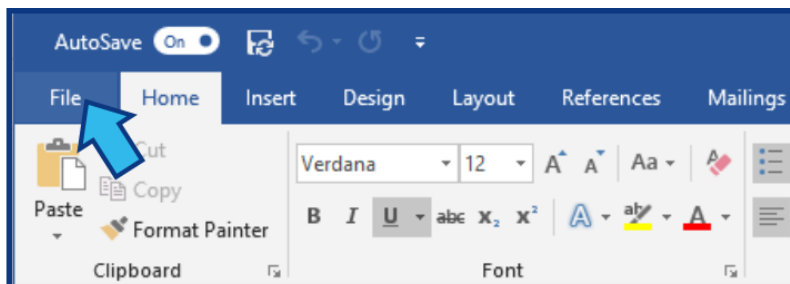 AutoSave On
File Home Insert Design Layout References Mailings
Cut
Verdana 12 A A Aa
Copy
Paste
B I U abc X₂ X² A ab A
Format Painter
Clipboard Font